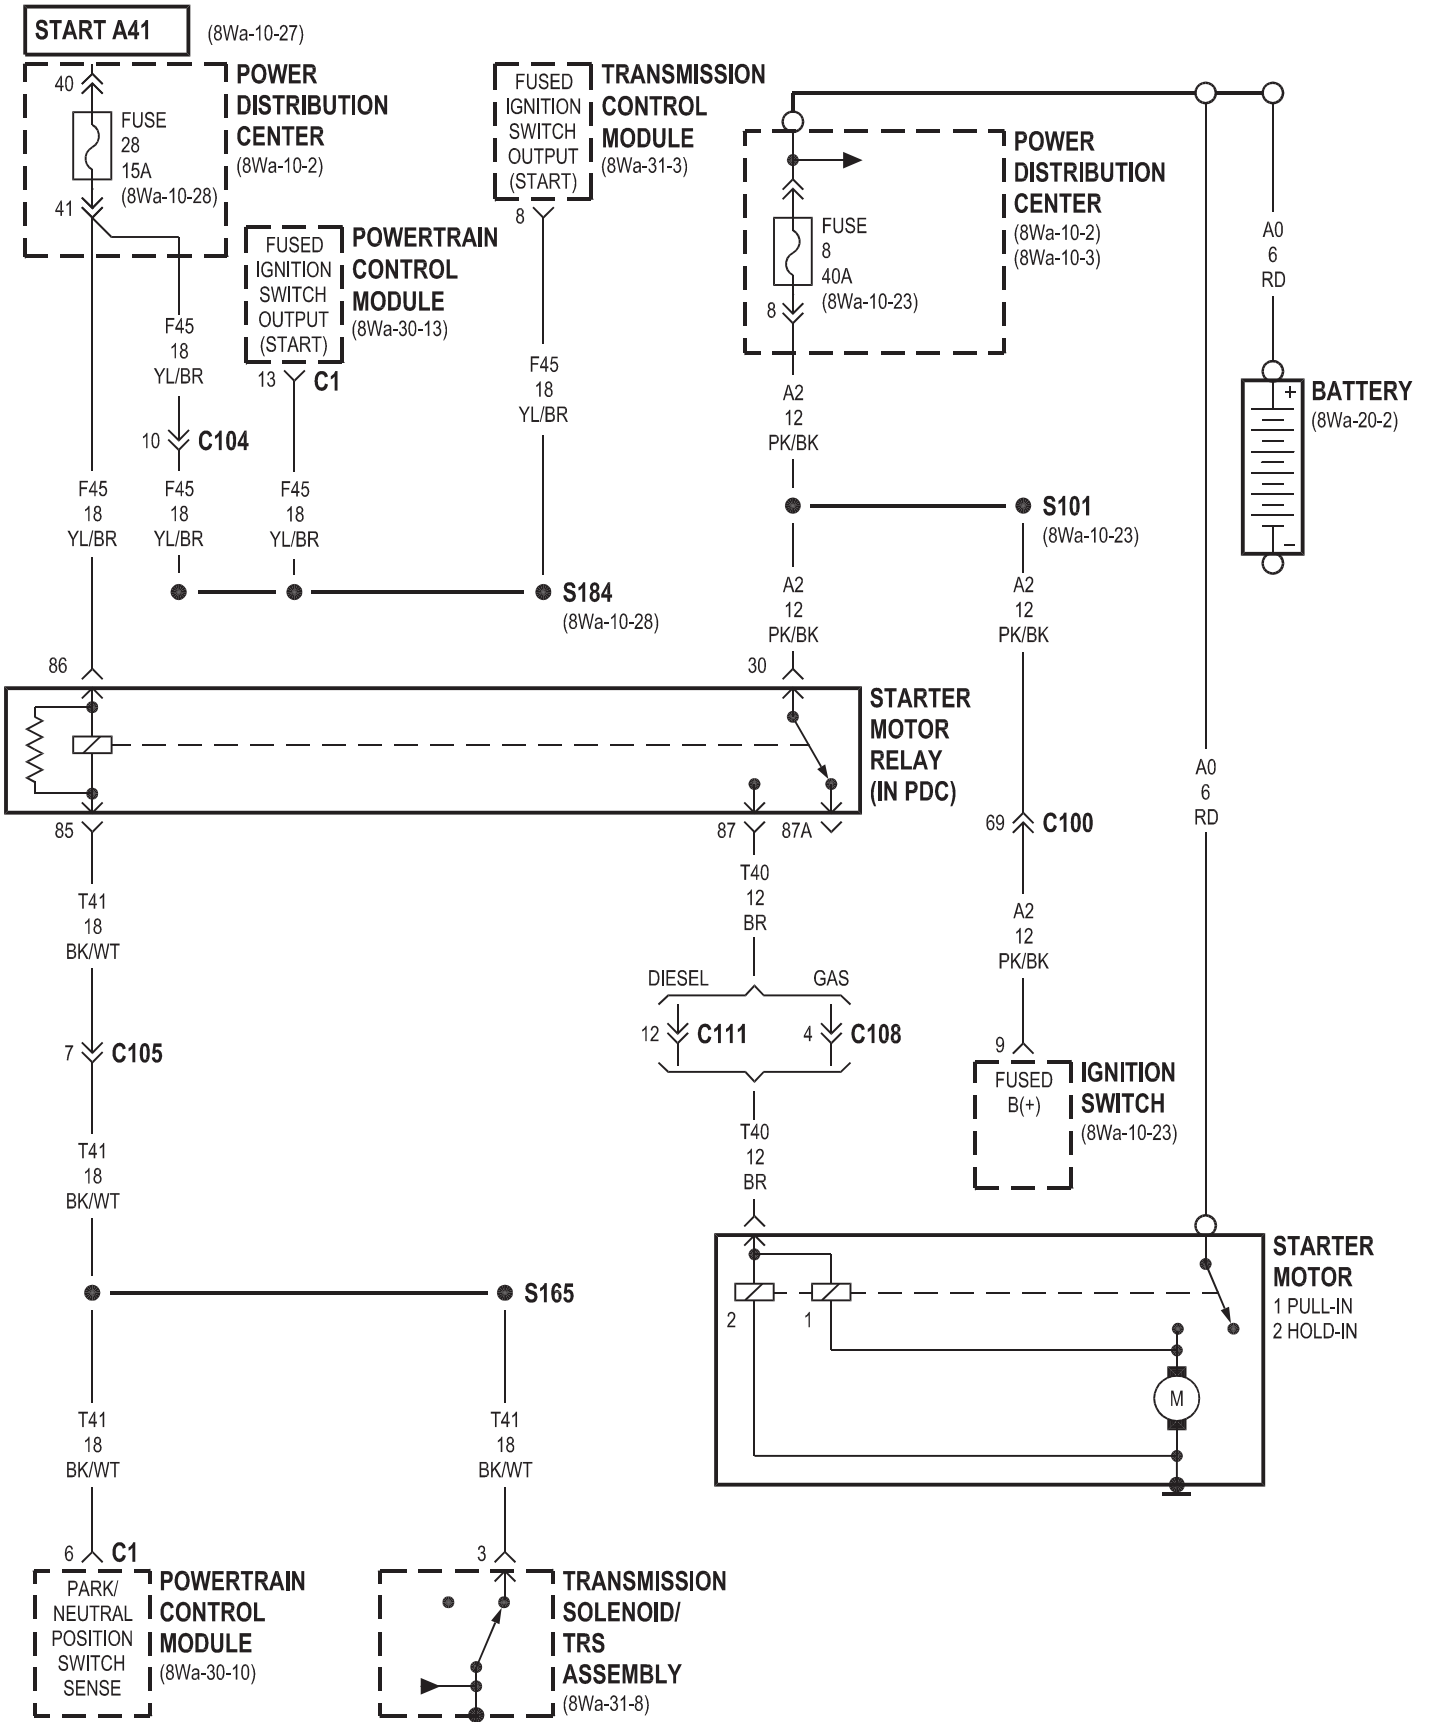 START A41
(8Wa-10-27)
40
FUSE
28
15A
(8Wa-10-28)
41
POWER
DISTRIBUTION
CENTER
(8Wa-10-2)
FUSED
IGNITION
SWITCH
OUTPUT
(START)
8
TRANSMISSION
CONTROL
MODULE
(8Wa-31-3)
FUSED
IGNITION
SWITCH
OUTPUT
(START)
13
C1
POWERTRAIN
CONTROL
MODULE
(8Wa-30-13)
FUSE
8
40A
(8Wa-10-23)
8
POWER
DISTRIBUTION
CENTER
(8Wa-10-2)
(8Wa-10-3)
A0
6
RD
+
−
BATTERY
(8Wa-20-2)
F45
18
YL/BR
10
C104
F45
18
YL/BR
F45
18
YL/BR
F45
18
YL/BR
F45
18
YL/BR
S184
(8Wa-10-28)
A2
12
PK/BK
S101
(8Wa-10-23)
A2
12
PK/BK
A2
12
PK/BK
86
30
STARTER
MOTOR
RELAY
(IN PDC)
85
87
87A
A0
6
RD
69
C100
T41
18
BK/WT
T40
12
BR
A2
12
PK/BK
DIESEL
GAS
12
C111
4
C108
7
C105
9
FUSED
B(+)
IGNITION
SWITCH
(8Wa-10-23)
T41
18
BK/WT
T40
12
BR
STARTER
MOTOR
1 PULL-IN
2 HOLD-IN
2
1
M
S165
T41
18
BK/WT
T41
18
BK/WT
6
C1
PARK/
NEUTRAL
POSITION
SWITCH
SENSE
POWERTRAIN
CONTROL
MODULE
(8Wa-30-10)
3
TRANSMISSION
SOLENOID/
TRS
ASSEMBLY
(8Wa-31-8)